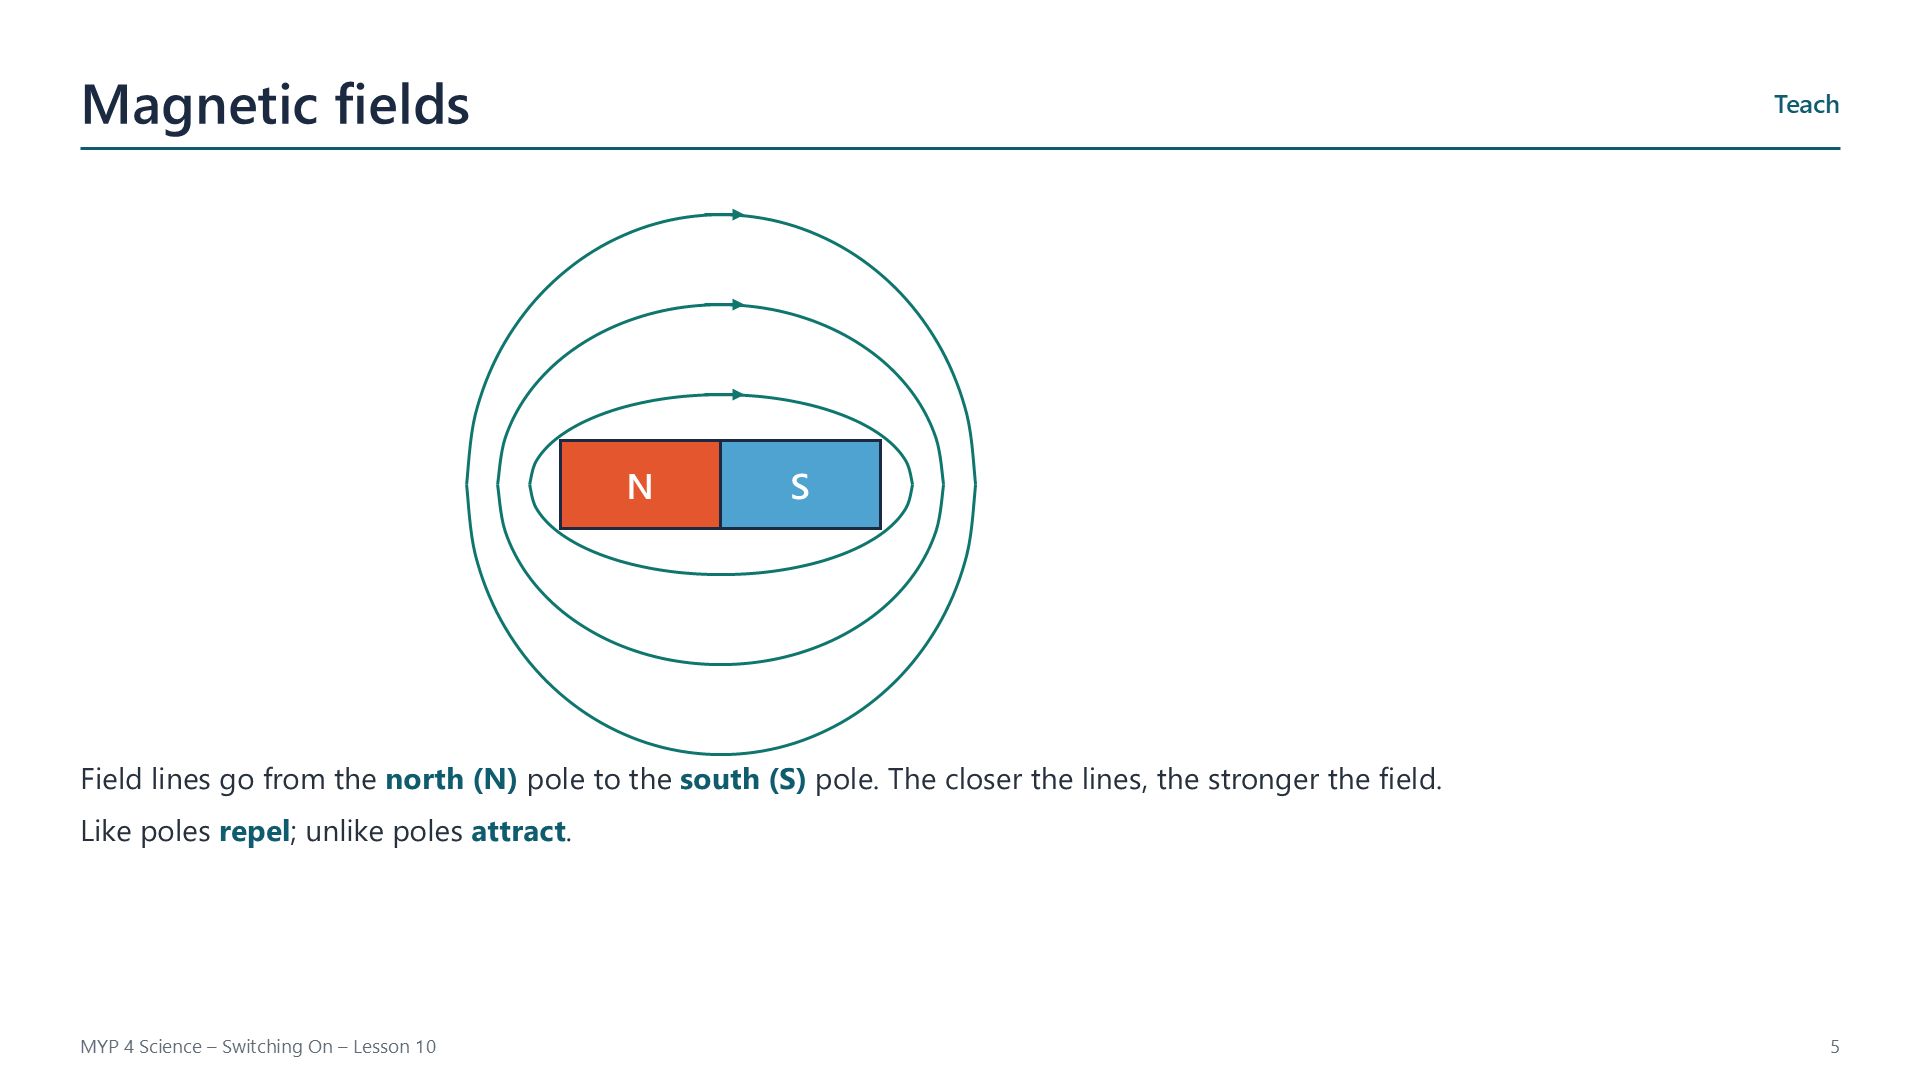 Magnetic fields
Teach
N
S
Field lines go from the north (N) pole to the south (S) pole. The closer the lines, the stronger the field.
Like poles repel; unlike poles attract.
MYP 4 Science – Switching On – Lesson 10
5